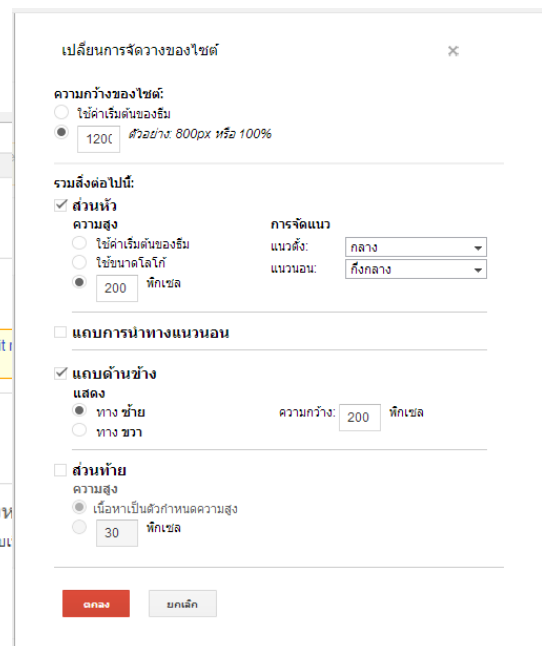 เปลี่ยนการจัดวางของไซต์
ความกว้างของไซต์:
ใช้ค่าเริ่มต้นของธีม
1200 ตัวอย่าง: 800px หรือ 100%
รวมสิ่งต่อไปนี้:
ส่วนหัว
ความสูง การจัดแนว
ใช้ค่าเริ่มต้นของธีม แนวตั้ง: กลาง
ใช้ขนาดโลโก้ แนวนอน: กึ่งกลาง
200 พิกเซล
แถบการนำทางแนวนอน
แถบด้านข้าง
แสดง
ทาง ซ้าย ความกว้าง: 200 พิกเซล
ทาง ขวา
ส่วนท้าย
ความสูง
เนื้อหาเป็นตัวกำหนดความสูง
30 พิกเซล
ตกลง ยกเลิก